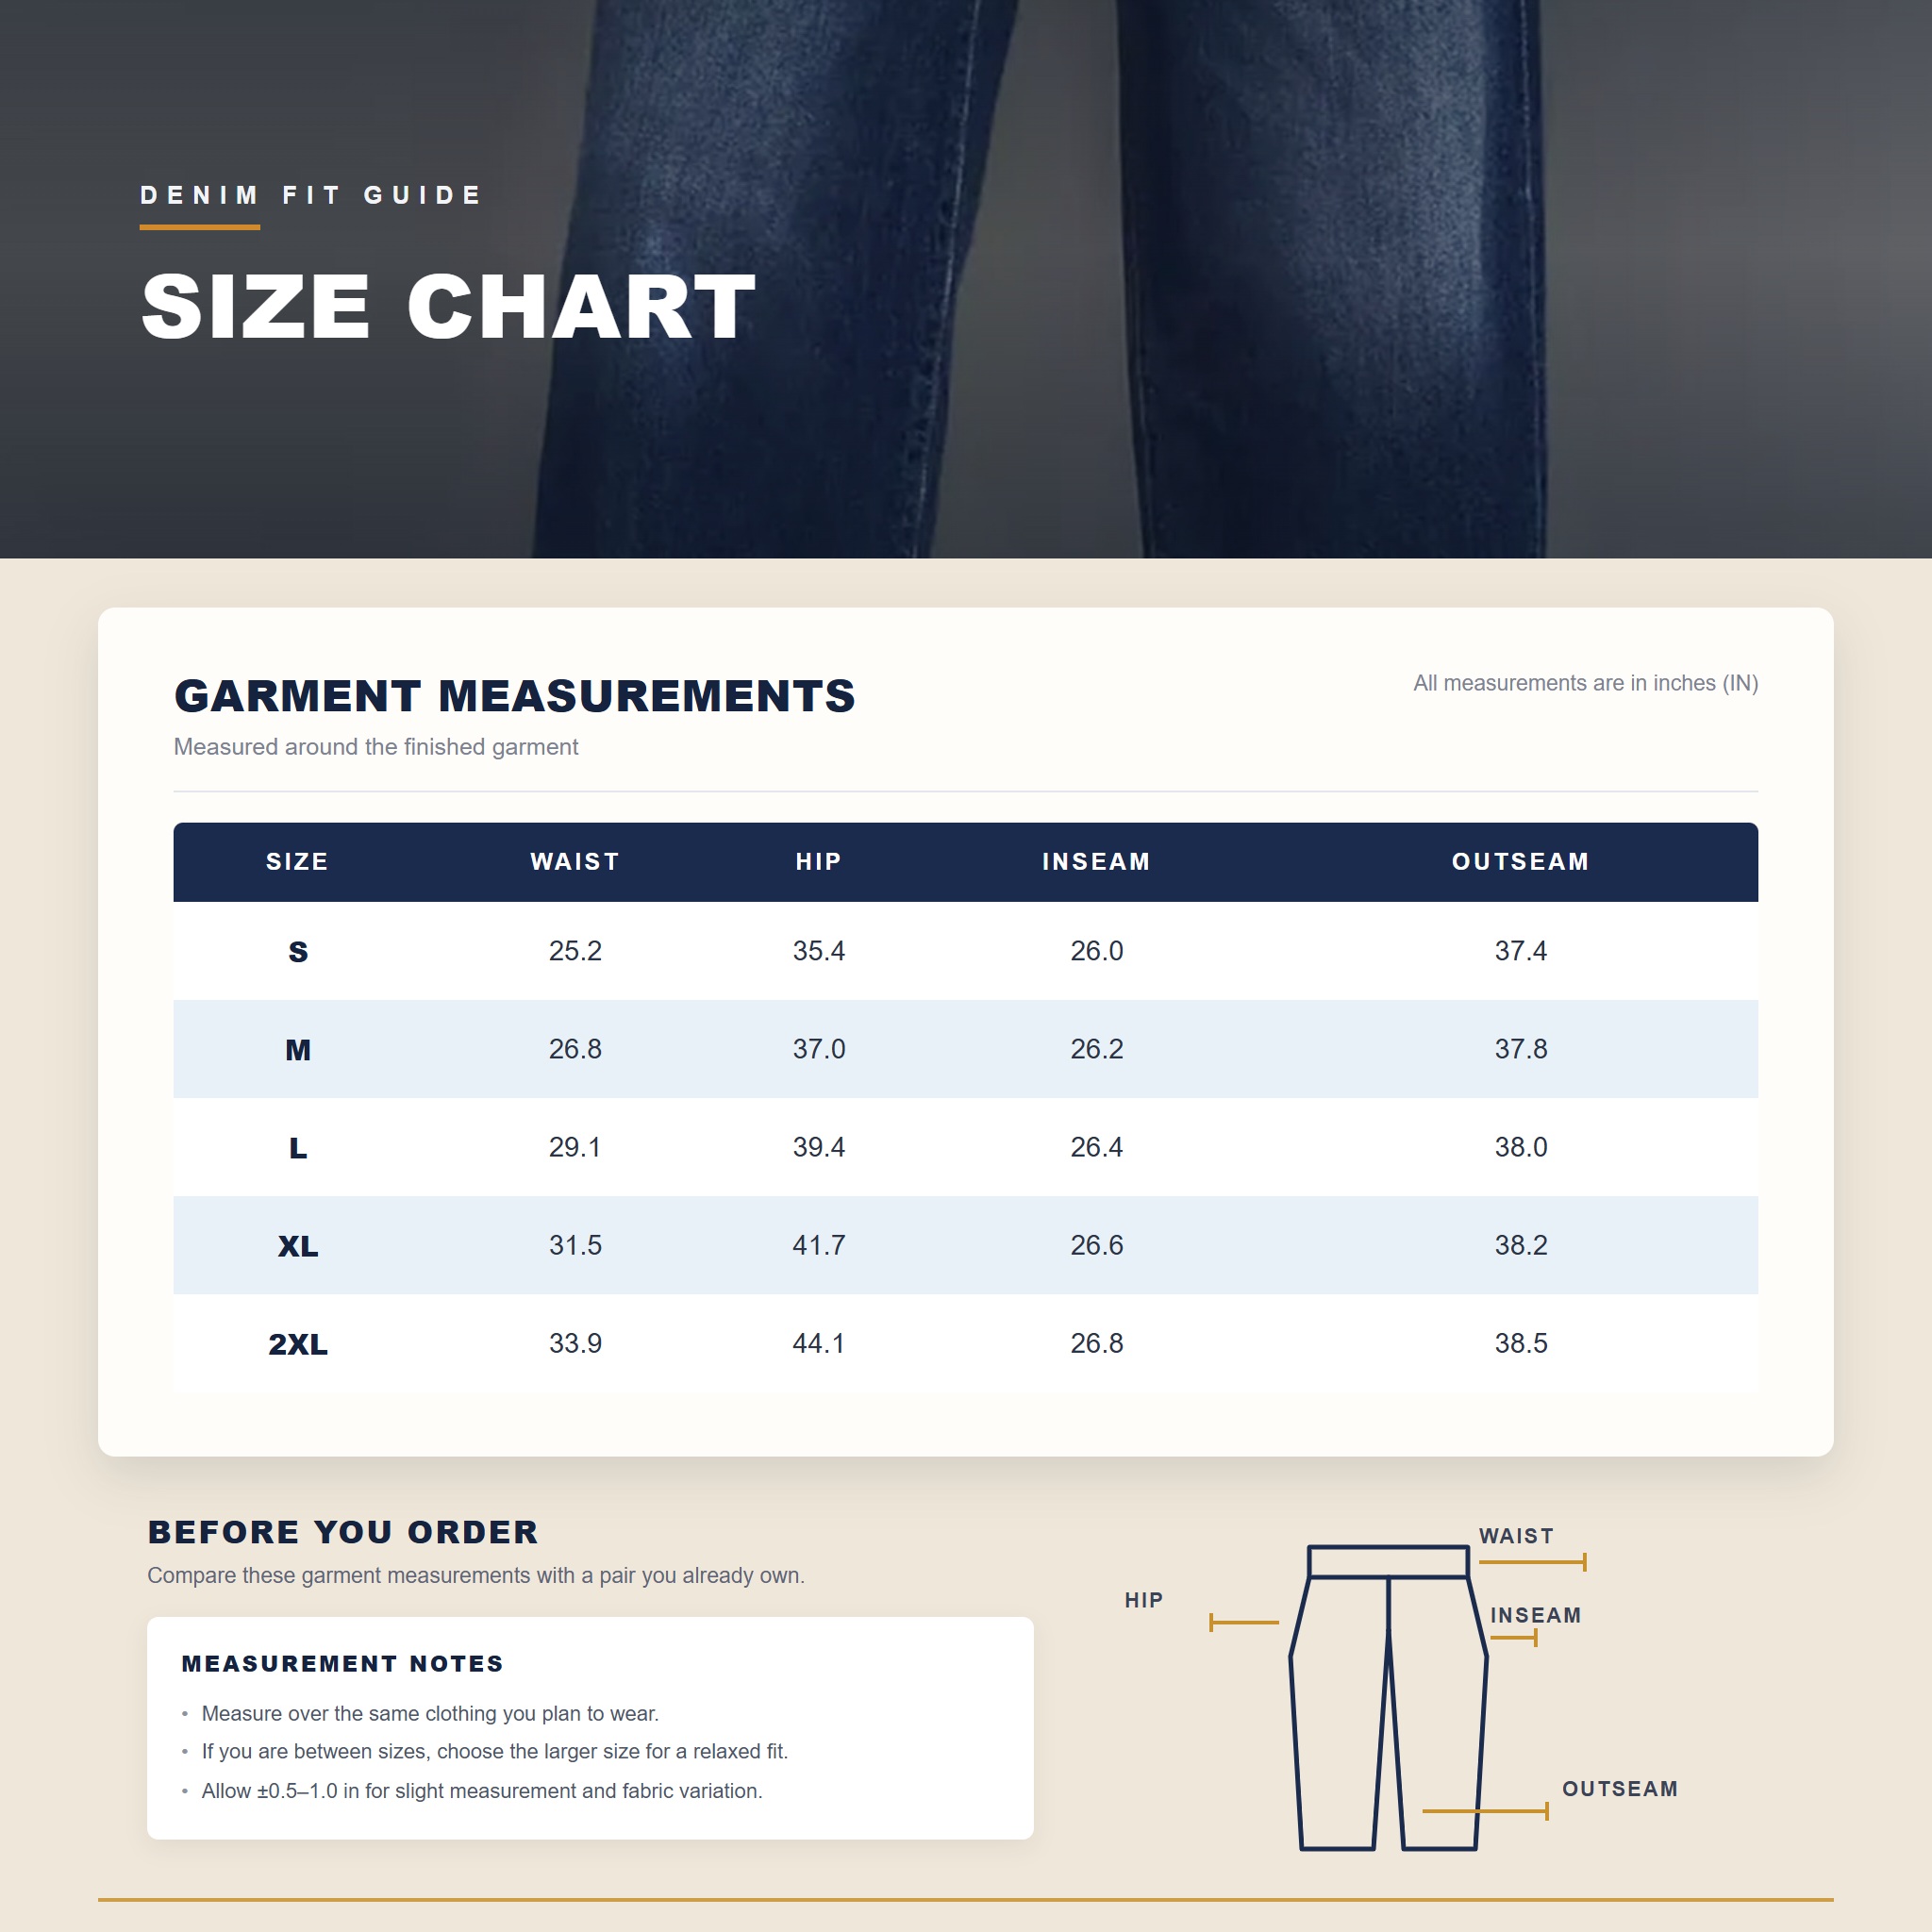 DENIM FIT GUIDE
SIZE CHART
GARMENT MEASUREMENTS
All measurements are in inches (IN)
Measured around the finished garment
SIZE WAIST HIP INSEAM OUTSEAM
S 25.2 35.4 26.0 37.4
M 26.8 37.0 26.2 37.8
L 29.1 39.4 26.4 38.0
XL 31.5 41.7 26.6 38.2
2XL 33.9 44.1 26.8 38.5
BEFORE YOU ORDER
Compare these garment measurements with a pair you already own.
MEASUREMENT NOTES
• Measure over the same clothing you plan to wear.
• If you are between sizes, choose the larger size for a relaxed fit.
• Allow ±0.5–1.0 in for slight measurement and fabric variation.
WAIST
HIP
INSEAM
OUTSEAM